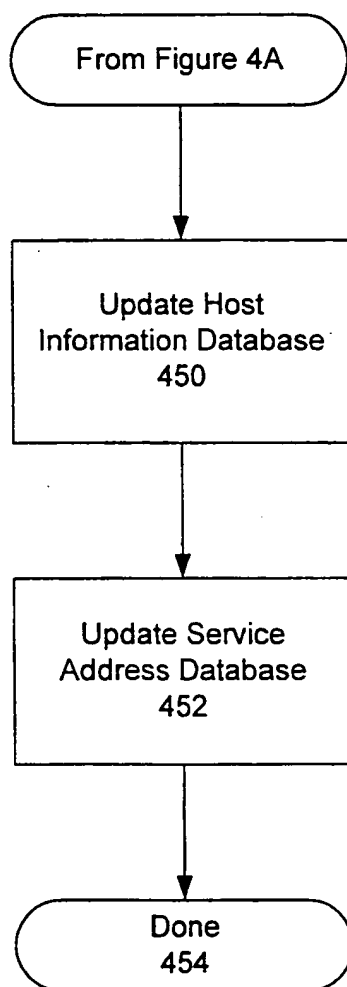 From Figure 4A
Update Host
Information Database
450
Update Service
Address Database
452
Done
454